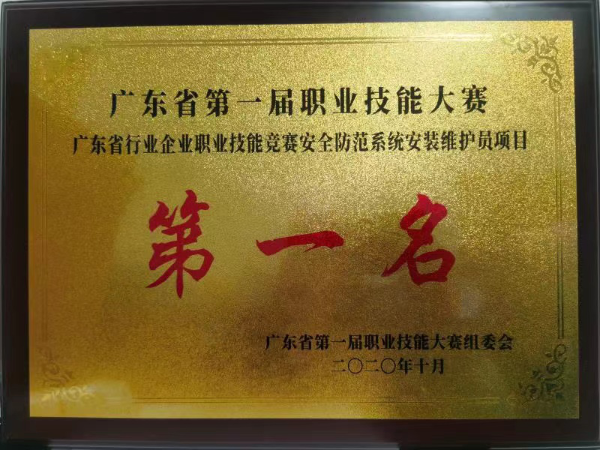 广东省第一届职业技能大赛
广东省行业企业职业技能竞赛安全防范系统安装维护员项目
第一名
广东省第一届职业技能大赛组委会
二〇二〇年十月